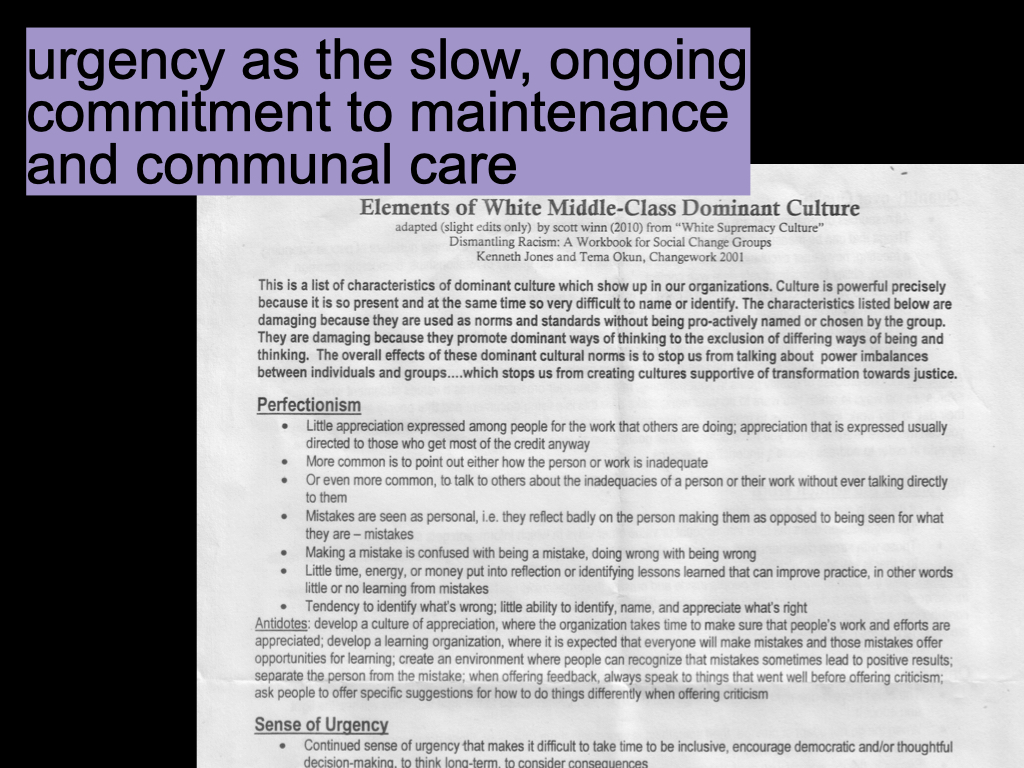 urgency as the slow, ongoing
commitment to maintenance
and communal care
Elements of White Middle-Class Dominant Culture
adapted (slight edits only) by scott winn (2010) from “White Supremacy Culture”
Dismantling Racism: A Workbook for Social Change Groups
Kenneth Jones and Tema Okun, Changework 2001
This is a list of characteristics of dominant culture which show up in our organizations. Culture is powerful precisely
because it is so present and at the same time so very difficult to name or identify. The characteristics listed below are
damaging because they are used as norms and standards without being pro-actively named or chosen by the group.
They are damaging because they promote dominant ways of thinking to the exclusion of differing ways of being and
thinking. The overall effects of these dominant cultural norms is to stop us from talking about power imbalances
between individuals and groups....which stops us from creating cultures supportive of transformation towards justice.
Perfectionism
• Little appreciation expressed among people for the work that others are doing; appreciation that is expressed usually
directed to those who get most of the credit anyway
• More common is to point out either how the person or work is inadequate
• Or even more common, to talk to others about the inadequacies of a person or their work without ever talking directly
to them
• Mistakes are seen as personal, i.e. they reflect badly on the person making them as opposed to being seen for what
they are – mistakes
• Making a mistake is confused with being a mistake, doing wrong with being wrong
• Little time, energy, or money put into reflection or identifying lessons learned that can improve practice, in other words
little or no learning from mistakes
• Tendency to identify what’s wrong; little ability to identify, name, and appreciate what’s right
Antidotes: develop a culture of appreciation, where the organization takes time to make sure that people’s work and efforts are
appreciated; develop a learning organization, where it is expected that everyone will make mistakes and those mistakes offer
opportunities for learning; create an environment where people can recognize that mistakes sometimes lead to positive results;
separate the person from the mistake; when offering feedback, always speak to things that went well before offering criticism;
ask people to offer specific suggestions for how to do things differently when offering criticism
Sense of Urgency
• Continued sense of urgency that makes it difficult to take time to be inclusive, encourage democratic and/or thoughtful
decision-making, to think long-term, to consider consequences